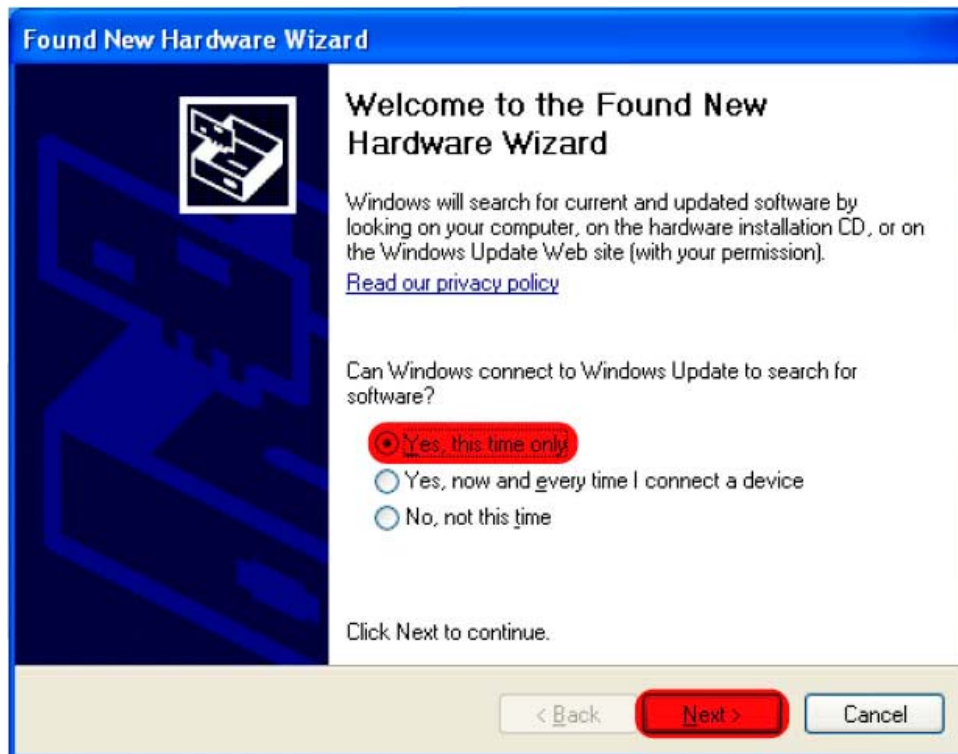 Found New Hardware Wizard
Welcome to the Found New
Hardware Wizard
Windows will search for current and updated software by
looking on your computer, on the hardware installation CD, or on
the Windows Update Web site (with your permission).
Read our privacy policy
Can Windows connect to Windows Update to search for
software?
Yes, this time only
Yes, now and every time I connect a device
No, not this time
Click Next to continue.
< Back Next > Cancel